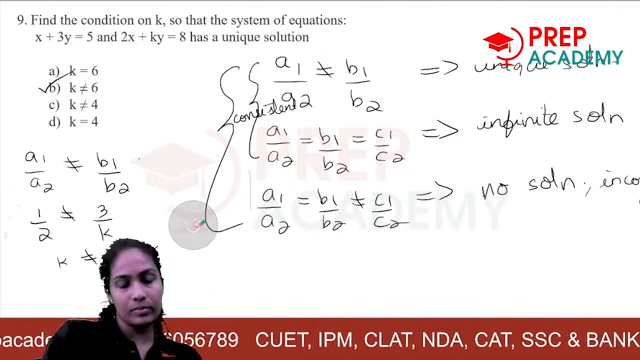 9. Find the condition on k, so that the system of equations:
x + 3y = 5 and 2x + ky = 8 has a unique solution
PREP
ACADEMY
a) k = 6
b) k ≠ 6
c) k ≠ 4
d) k = 4
a1/a2 ≠ b1/b2 => unique soln
consistent
a1/a2 = b1/b2 = c1/c2 => infinite soln
a1/a2 = b1/b2 ≠ c1/c2 => no soln;
a1/a2 ≠ b1/b2
1/2 ≠ 3/k
k ≠
PREP
ACADEMY
6056789 CUET, IPM, CLAT, NDA, CAT, SSC & BANK